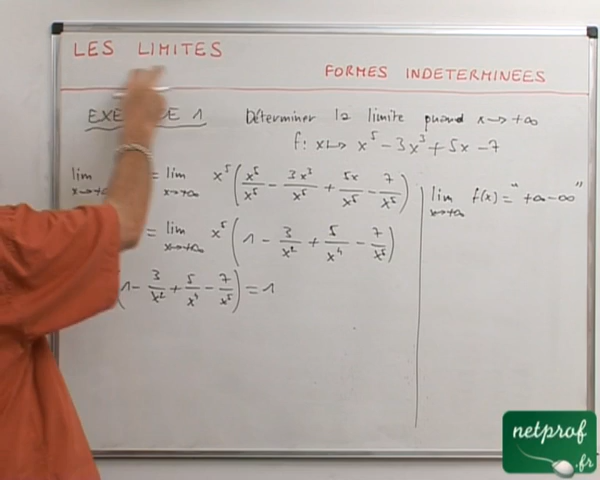 LES LIMITES
FORMES INDETERMINEES
EXE CE 1 Déterminer la limite quand x→+∞
f: x↦ x⁵ - 3x³ + 5x - 7
lim x→+∞ = lim x→+∞ x⁵ (x⁵/x⁵ - 3x³/x⁵ + 5x/x⁵ - 7/x⁵)
lim x→+∞ f(x) = "+∞-∞"
= lim x→+∞ x⁵ (1 - 3/x² + 5/x⁴ - 7/x⁵)
(1 - 3/x² + 5/x⁴ - 7/x⁵) = 1
netprof
.fr